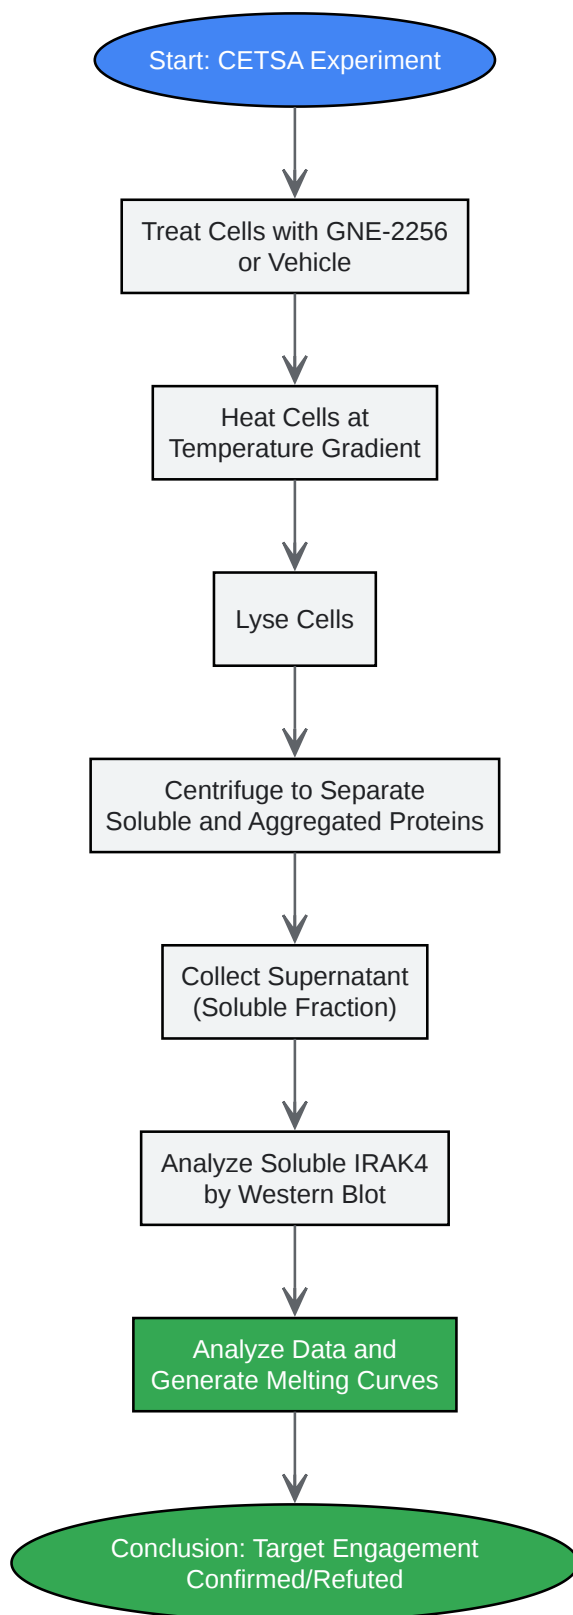 Start: CETSA Experiment
Treat Cells with GNE-2256
or Vehicle
Heat Cells at
Temperature Gradient
Lyse Cells
Centrifuge to Separate
Soluble and Aggregated Proteins
Collect Supernatant
(Soluble Fraction)
Analyze Soluble IRAK4
by Western Blot
Analyze Data and
Generate Melting Curves
Conclusion: Target Engagement
Confirmed/Refuted